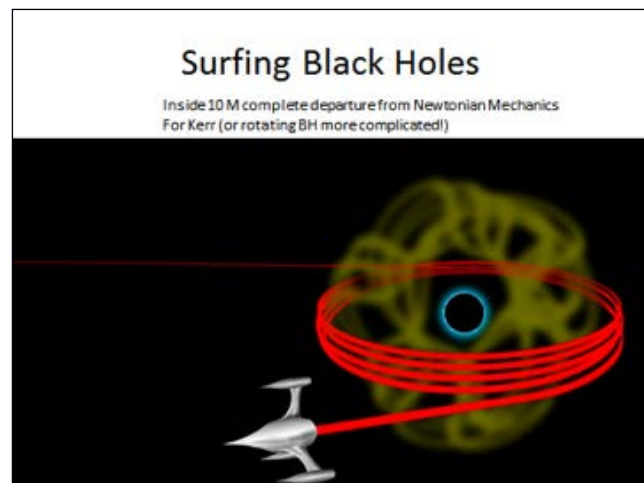 Surfing Black Holes
Inside 10 M complete departure from Newtonian Mechanics
For Kerr (or rotating BH more complicated!)